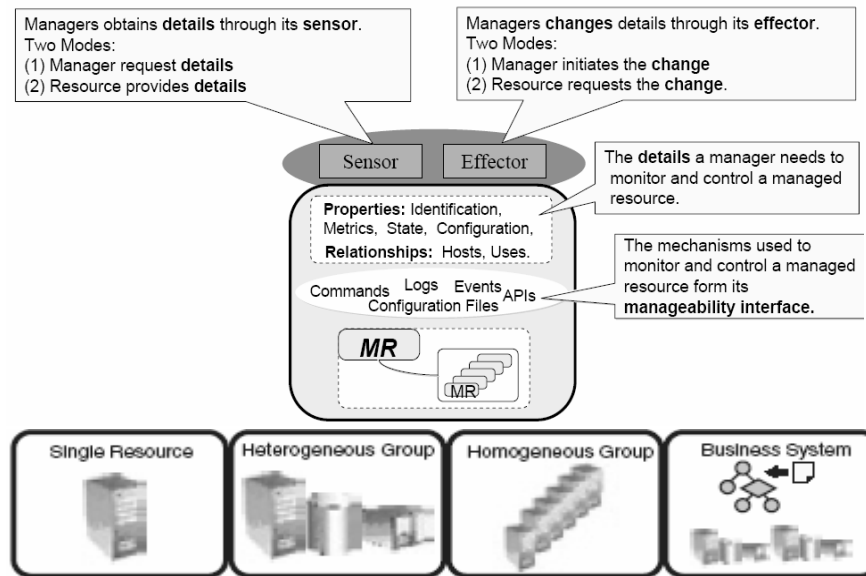 Managers obtains details through its sensor.
Two Modes:
(1) Manager request details
(2) Resource provides details
Managers changes details through its effector.
Two Modes:
(1) Manager initiates the change
(2) Resource requests the change.
Sensor
Effector
The details a manager needs to
monitor and control a managed
resource.
Properties: Identification,
Metrics, State, Configuration,
Relationships: Hosts, Uses.
The mechanisms used to
monitor and control a managed
resource form its
manageability interface.
Commands Logs Events APIs
Configuration Files
MR
MR
Single Resource
Heterogeneous Group
Homogeneous Group
Business System